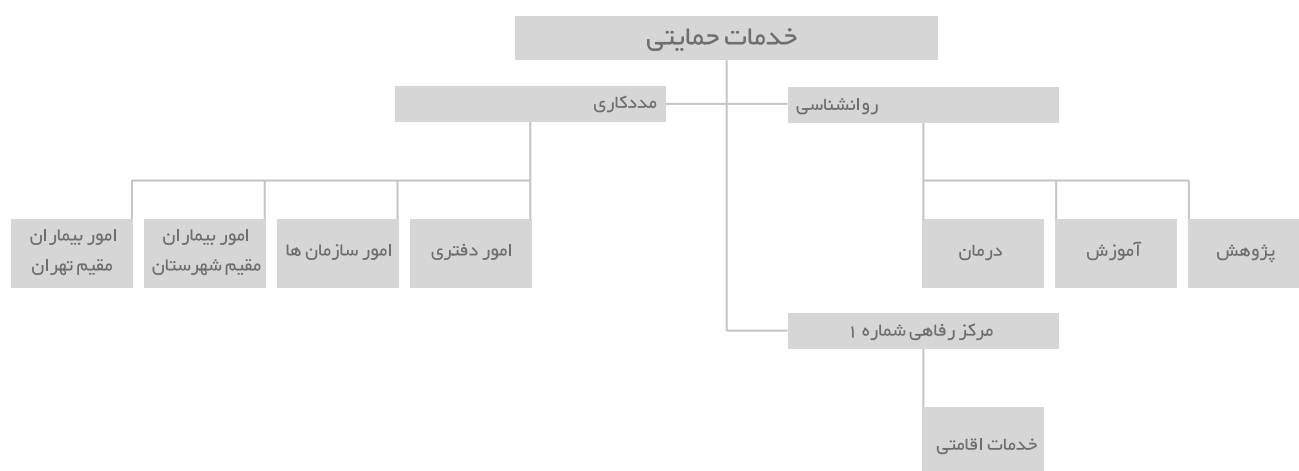 خدمات حمایتی
روانشناسی
مددکاری
پژوهش
آموزش
درمان
امور دفتری
امور سازمان ها
امور بیماران
مقیم شهرستان
امور بیماران
مقیم تهران
مرکز رفاهی شماره ۱
خدمات اقامتی